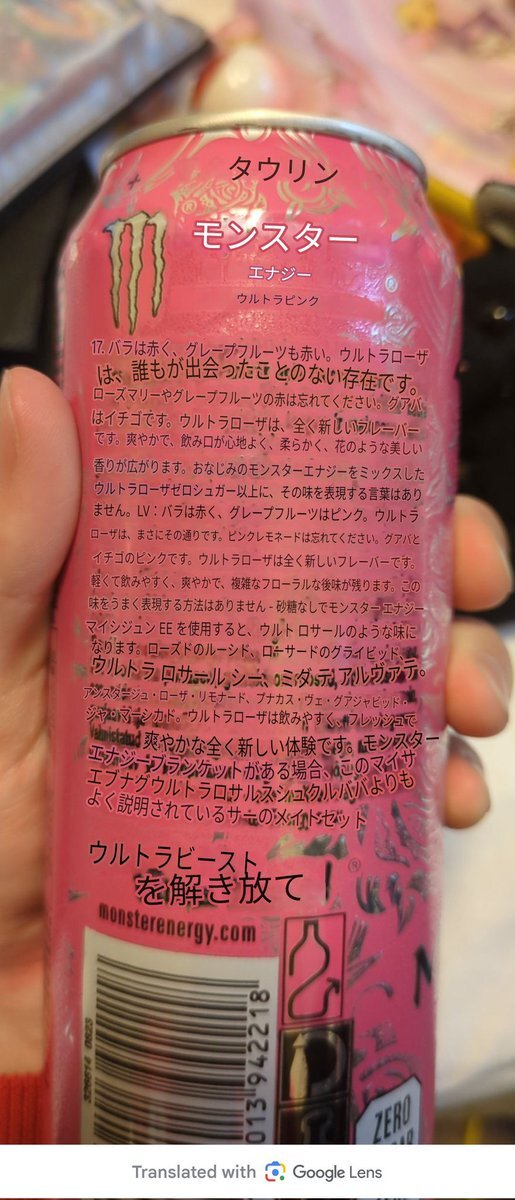 タウリン
モンスター
エナジー
ウルトラピンク
17. バラは赤く、グレープフルーツも赤い。ウルトラローザ
は、誰もが出会ったことのない存在です。
ローズマリーやグレープフルーツの赤は忘れてください。グアバ
はイチゴです。ウルトラローザは、全く新しいフレーバー
です。爽やかで、飲み口が心地よく、柔らかく、花のような美しい
香りが広がります。おなじみのモンスターエナジーをミックスした
ウルトラローザゼロシュガー以上に、その味を表現する言葉はあり
ません。LV：バラは赤く、グレープフルーツはピンク。ウルトラ
ローザは、まさにその通りです。ピンクレモネードは忘れてください。グアバと
イチゴのピンクです。ウルトラローザは全く新しいフレーバーです。
軽くて飲みやすく、爽やかで、複雑なフローラルな後味が残ります。この
味をうまく表現する方法はありません - 砂糖なしでモンスター エナジー
マイシジュン EE を使用すると、ウルト ロサールのような味に
なります。ローズドのルーシド、ローサードのグライビッド、
ウルトラ ロサール シー、ミダ テ アルヴァアテ。
アンスタージュ・ローザ・リモナード、プナカス・ヴェ・グアジャビッド・
ジャ・マーシカド。ウルトラローザは飲みやすく、フレッシュで
爽やかな全く新しい体験です。モンスター
エナジーブランケットがある場合、このマイサ
エブナグウルトラロサルスシュクルババよりも
よく説明されているサーのメイトセット
ウルトラビースト
を解き放て！
®
monsterenergy.com
013942218
ZERO
Translated with Google Lens